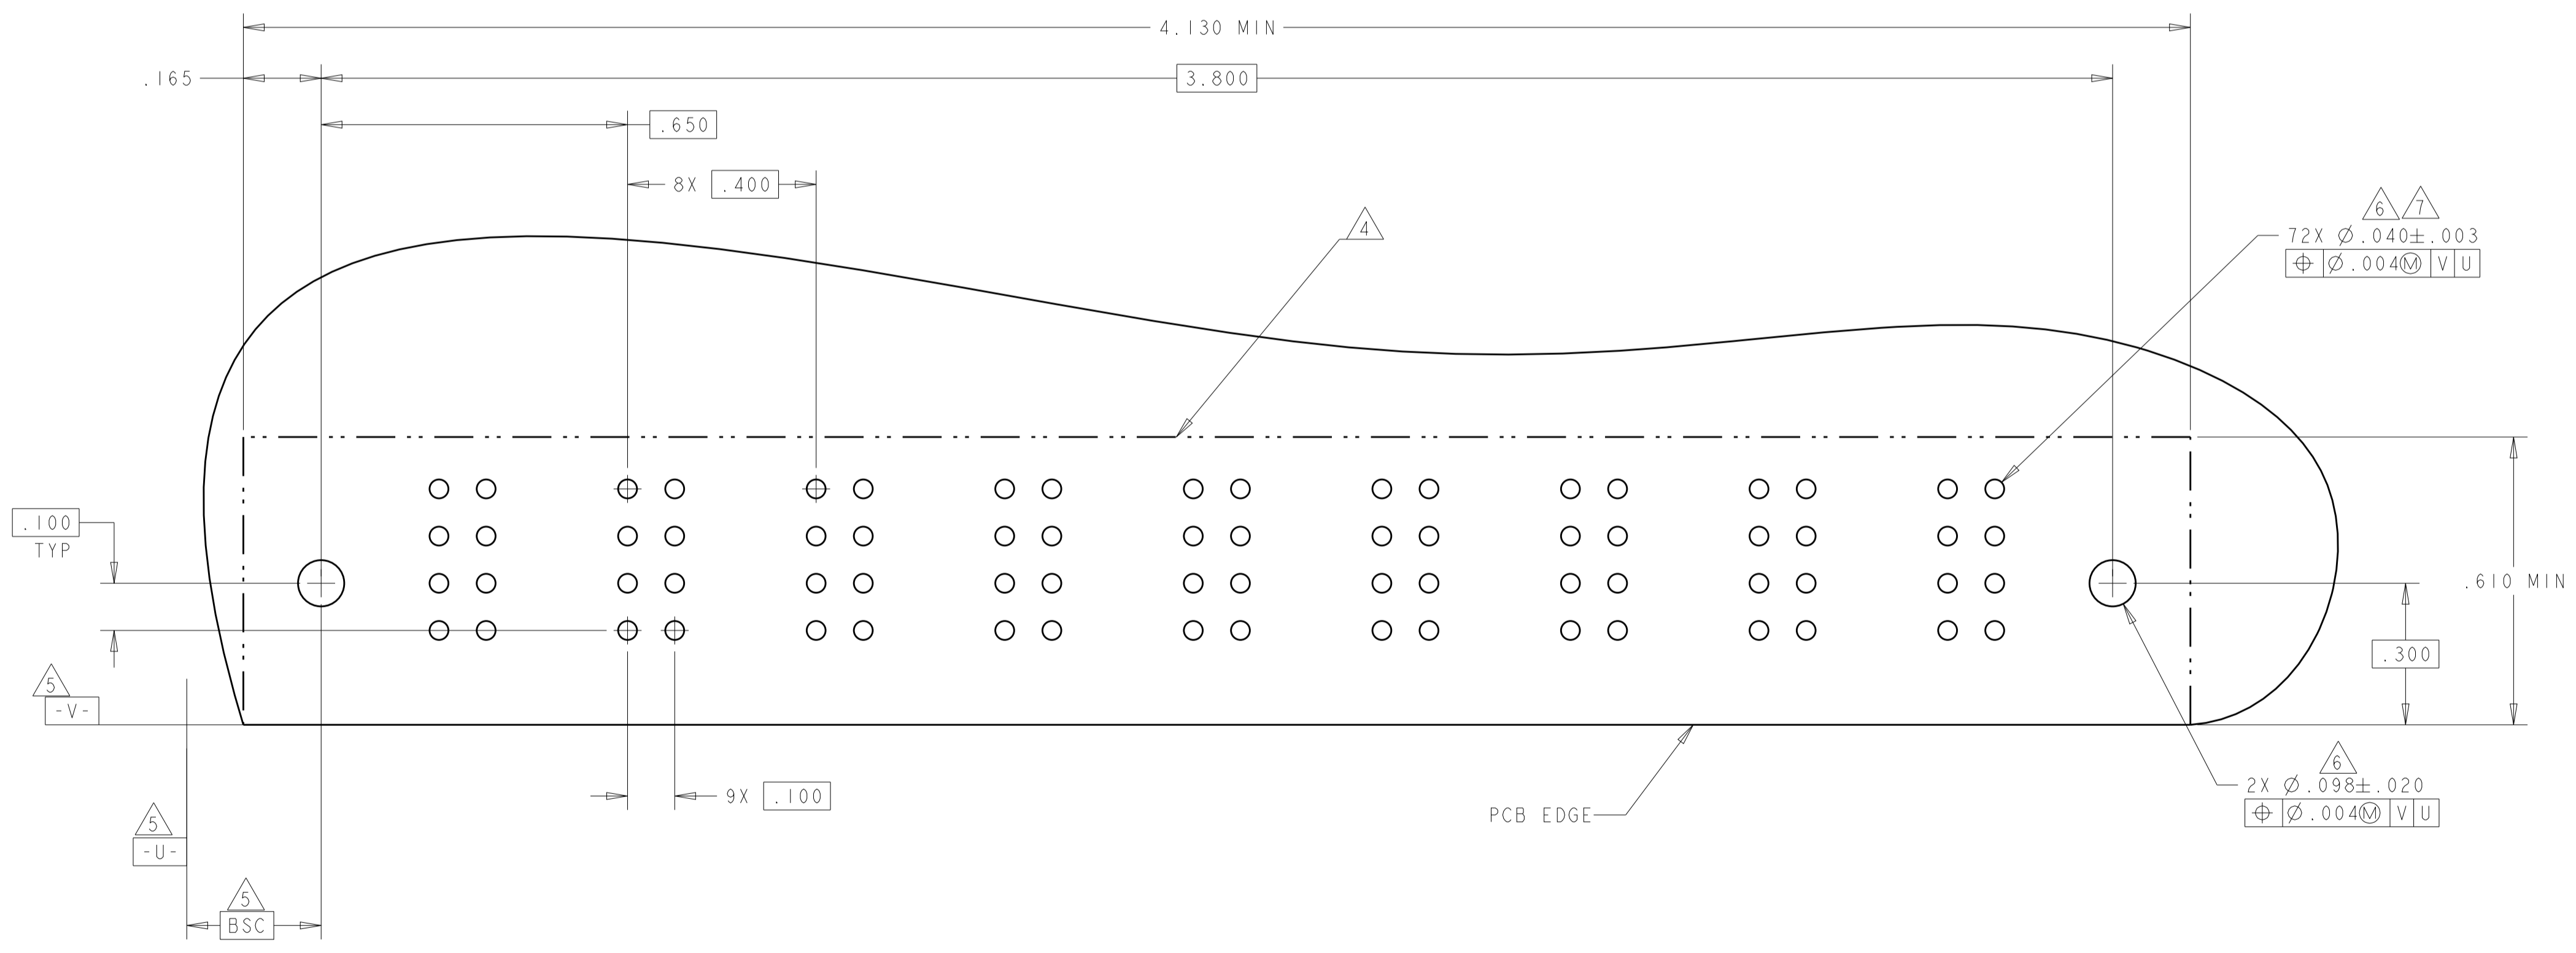 4.130 MIN
.165
3.800
.650
8X .400
4
6 7
72X ∅.040±.003
⌖ ∅.004Ⓜ V U
.100
TYP
.610 MIN
.300
5
-V-
6
2X ∅.098±.020
⌖ ∅.004Ⓜ V U
9X .100
PCB EDGE
5
-U-
5
BSC